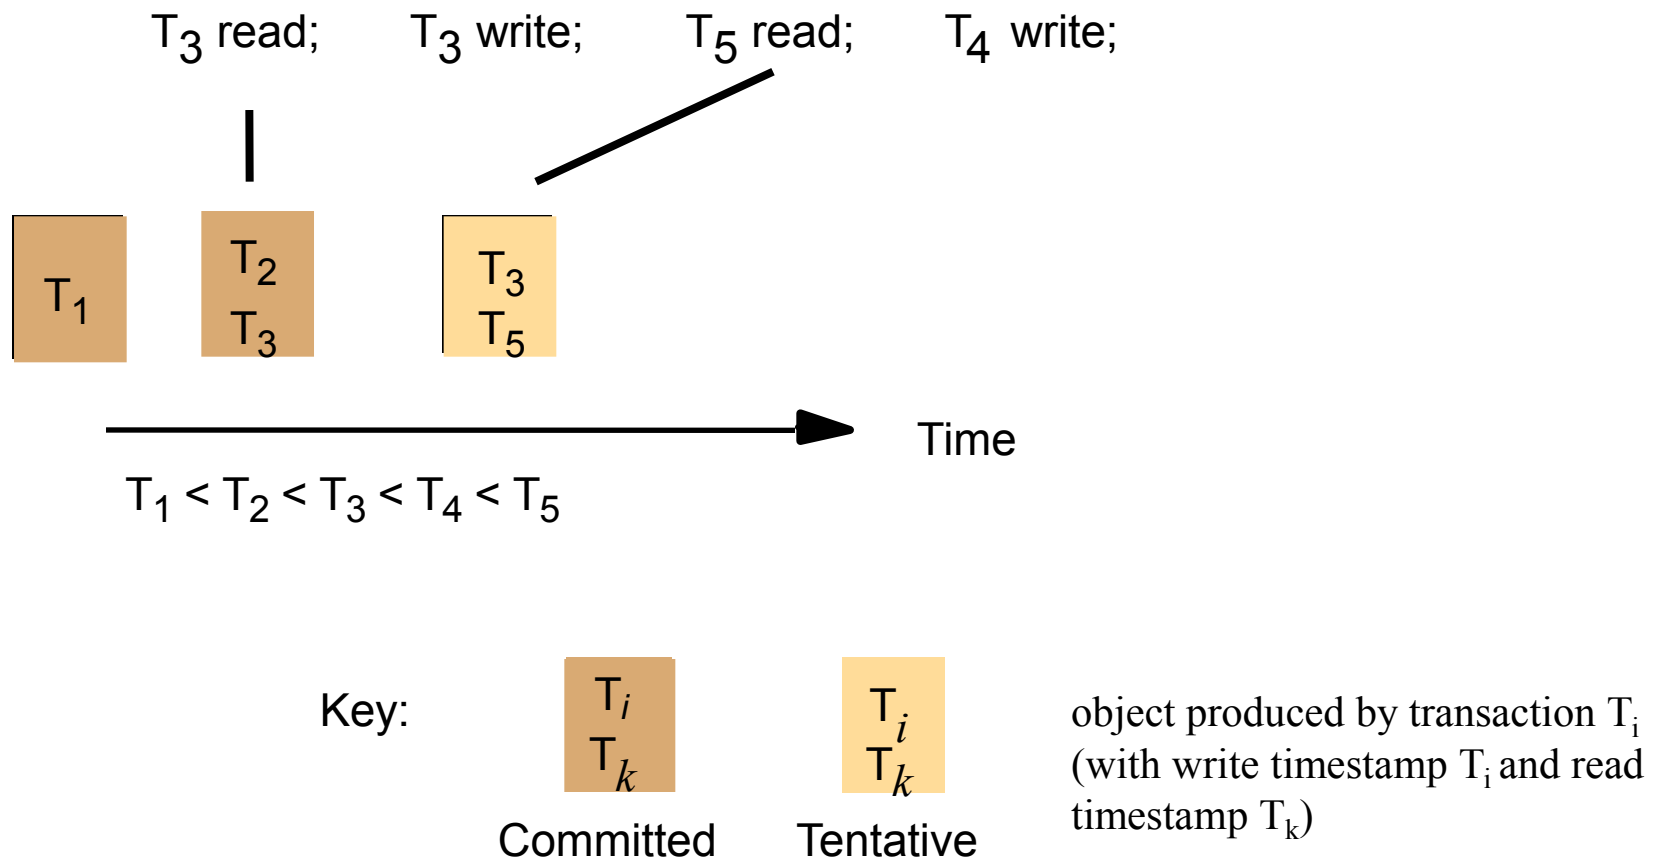 T3 read; T3 write; T5 read; T4 write;
T1
T2
T3
T3
T5
Time
T1 < T2 < T3 < T4 < T5
Key:
Ti
Tk
Committed
Ti
Tk
Tentative
object produced by transaction Ti
(with write timestamp Ti and read
timestamp Tk)